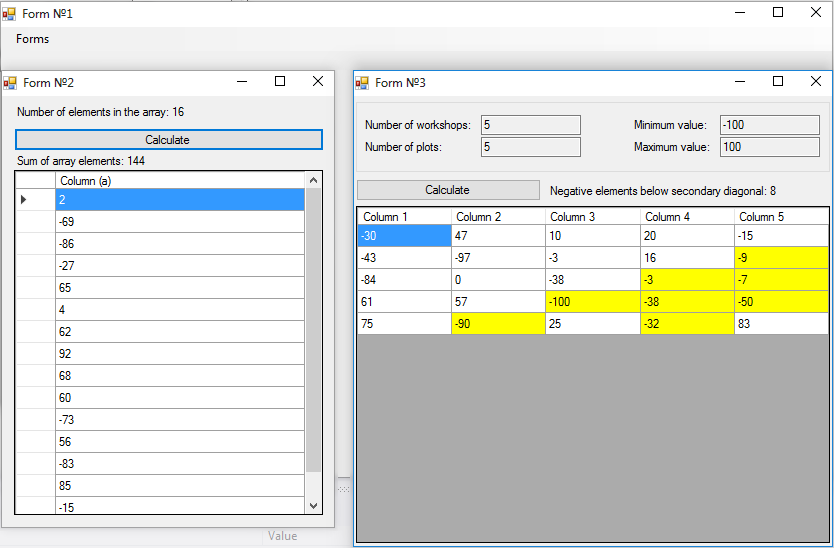 Form №1
Forms
Form №2
Number of elements in the array: 16
Calculate
Sum of array elements: 144
Column (a)
2
-69
-86
-27
65
4
62
92
68
60
-73
56
-83
85
-15
Form №3
Number of workshops: 5 Minimum value: -100
Number of plots: 5 Maximum value: 100
Calculate Negative elements below secondary diagonal: 8
Column 1 Column 2 Column 3 Column 4 Column 5
-30 47 10 20 -15
-43 -97 -3 16 -9
-84 0 -38 -3 -7
61 57 -100 -38 -50
75 -90 25 -32 83
Value